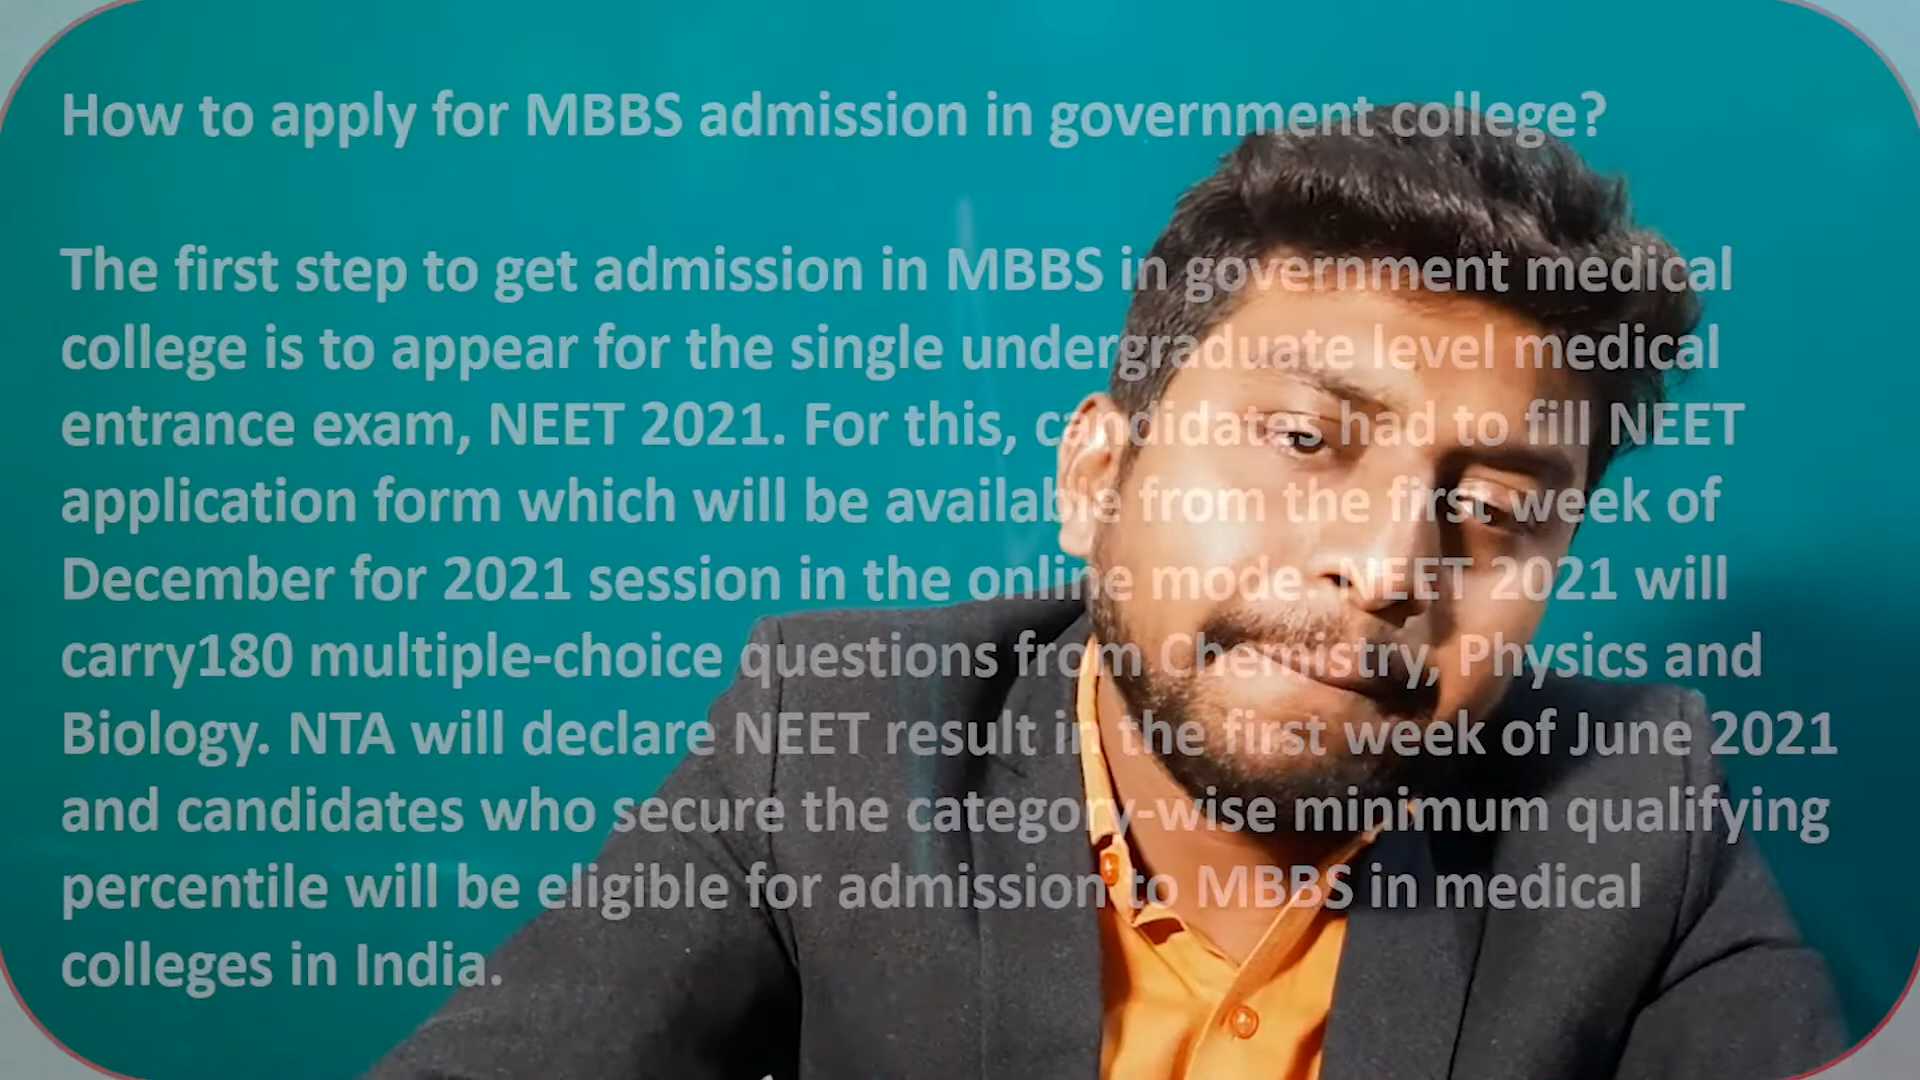 How to apply for MBBS admission in government college?
The first step to get admission in MBBS in government medical
college is to appear for the single undergraduate level medical
entrance exam, NEET 2021. For this, candidates had to fill NEET
application form which will be available from the first week of
December for 2021 session in the online mode. NEET 2021 will
carry180 multiple-choice questions from Chemistry, Physics and
Biology. NTA will declare NEET result in the first week of June 2021
and candidates who secure the category-wise minimum qualifying
percentile will be eligible for admission to MBBS in medical
colleges in India.